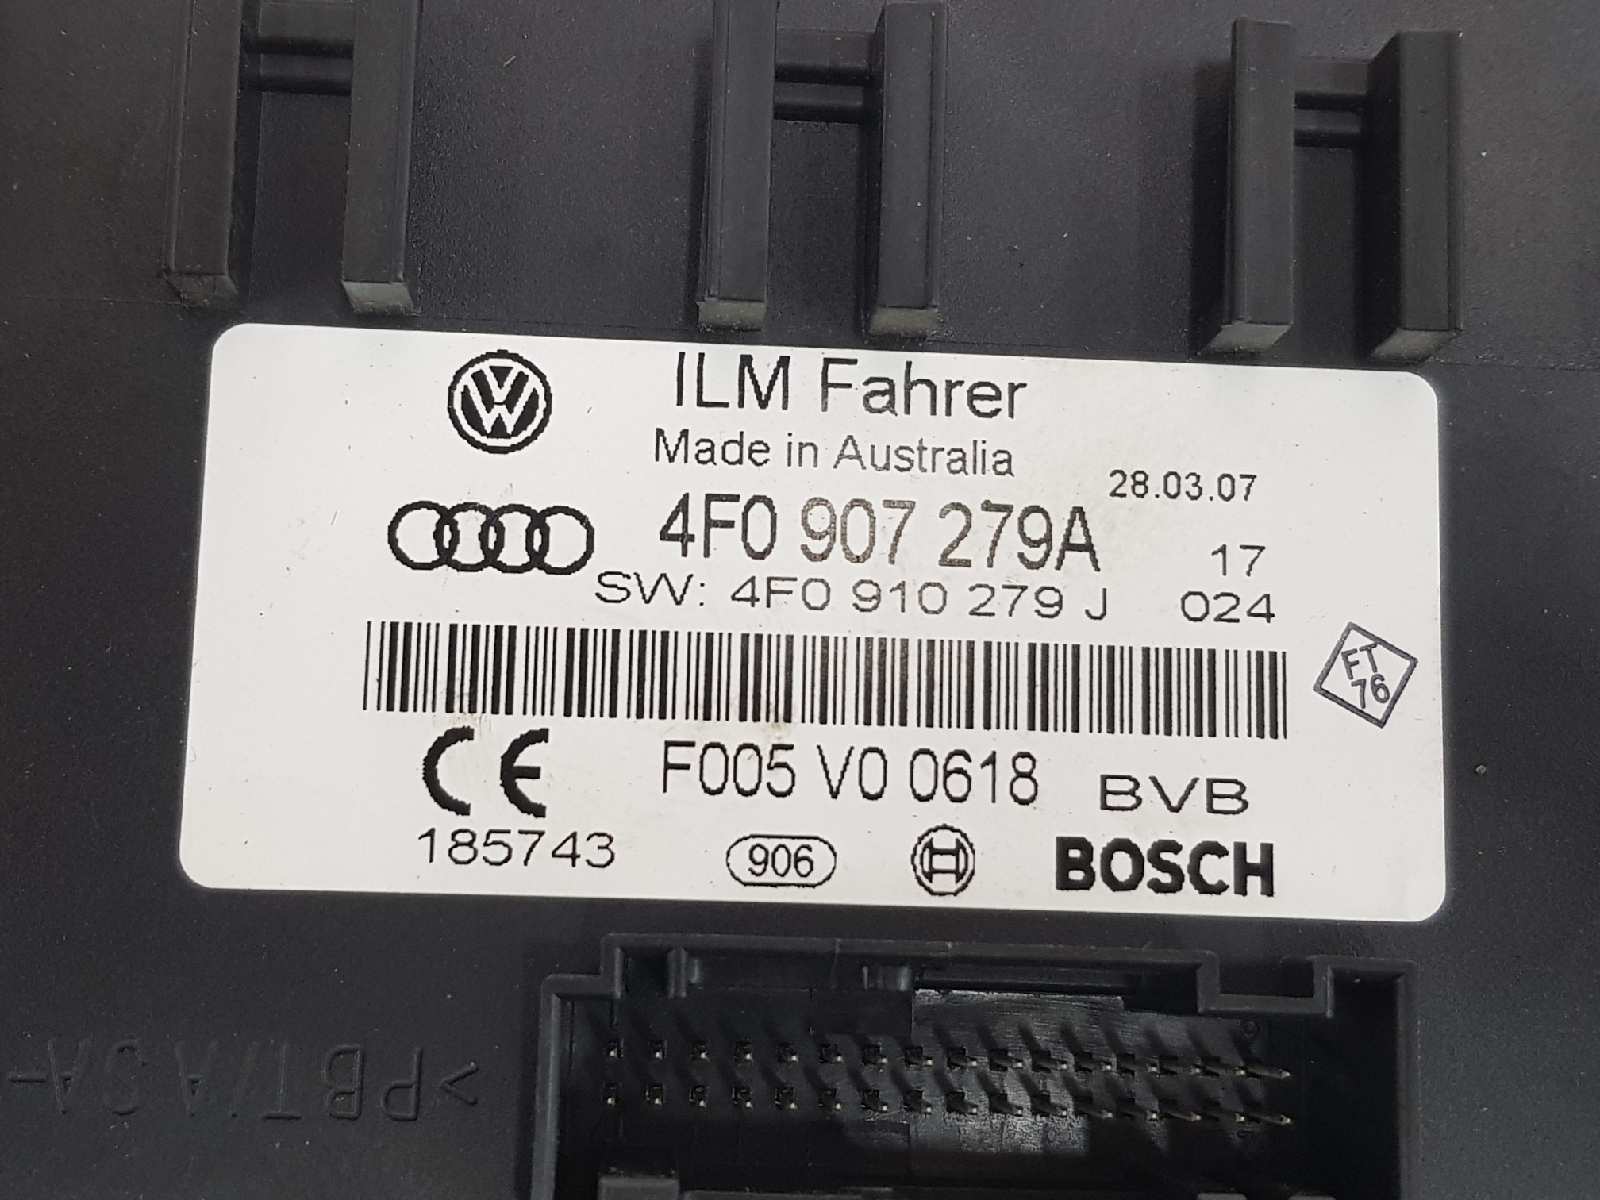 ILM Fahrer
Made in Australia
28.03.07
4F0 907 279A
17
SW: 4F0 910 279 J 024
FT
76
CE F005 V0 0618 BVB
185743 906 BOSCH
>PBT/ASA-